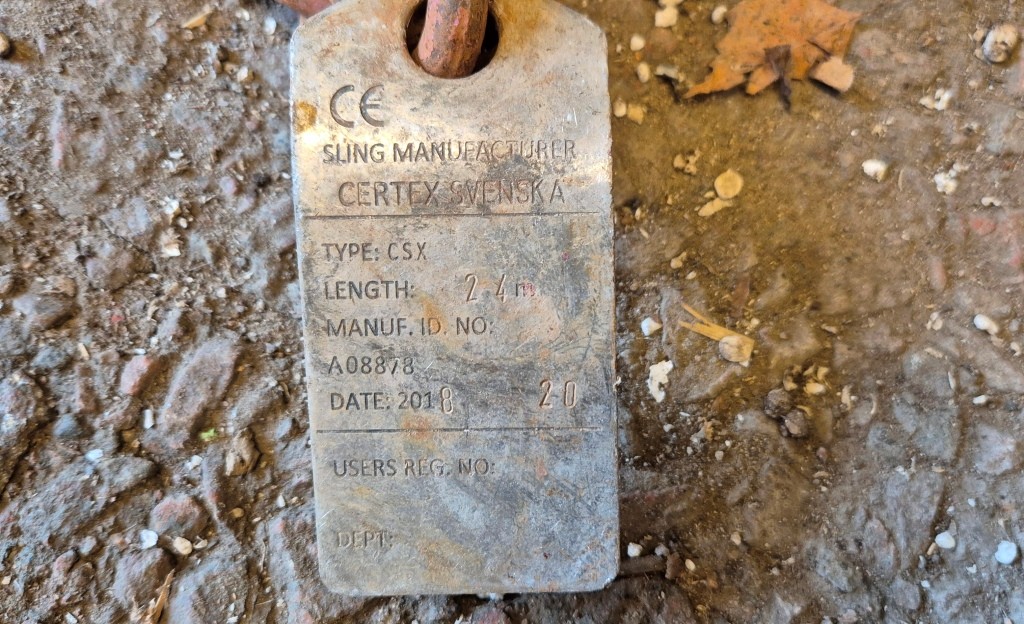 CE
SLING MANUFACTURER
CERTEX SVENSKA
TYPE: CSX
LENGTH: 2.4m
MANUF. ID. NO:
A08878
DATE: 2018 20
USERS REG. NO:
DEPT: